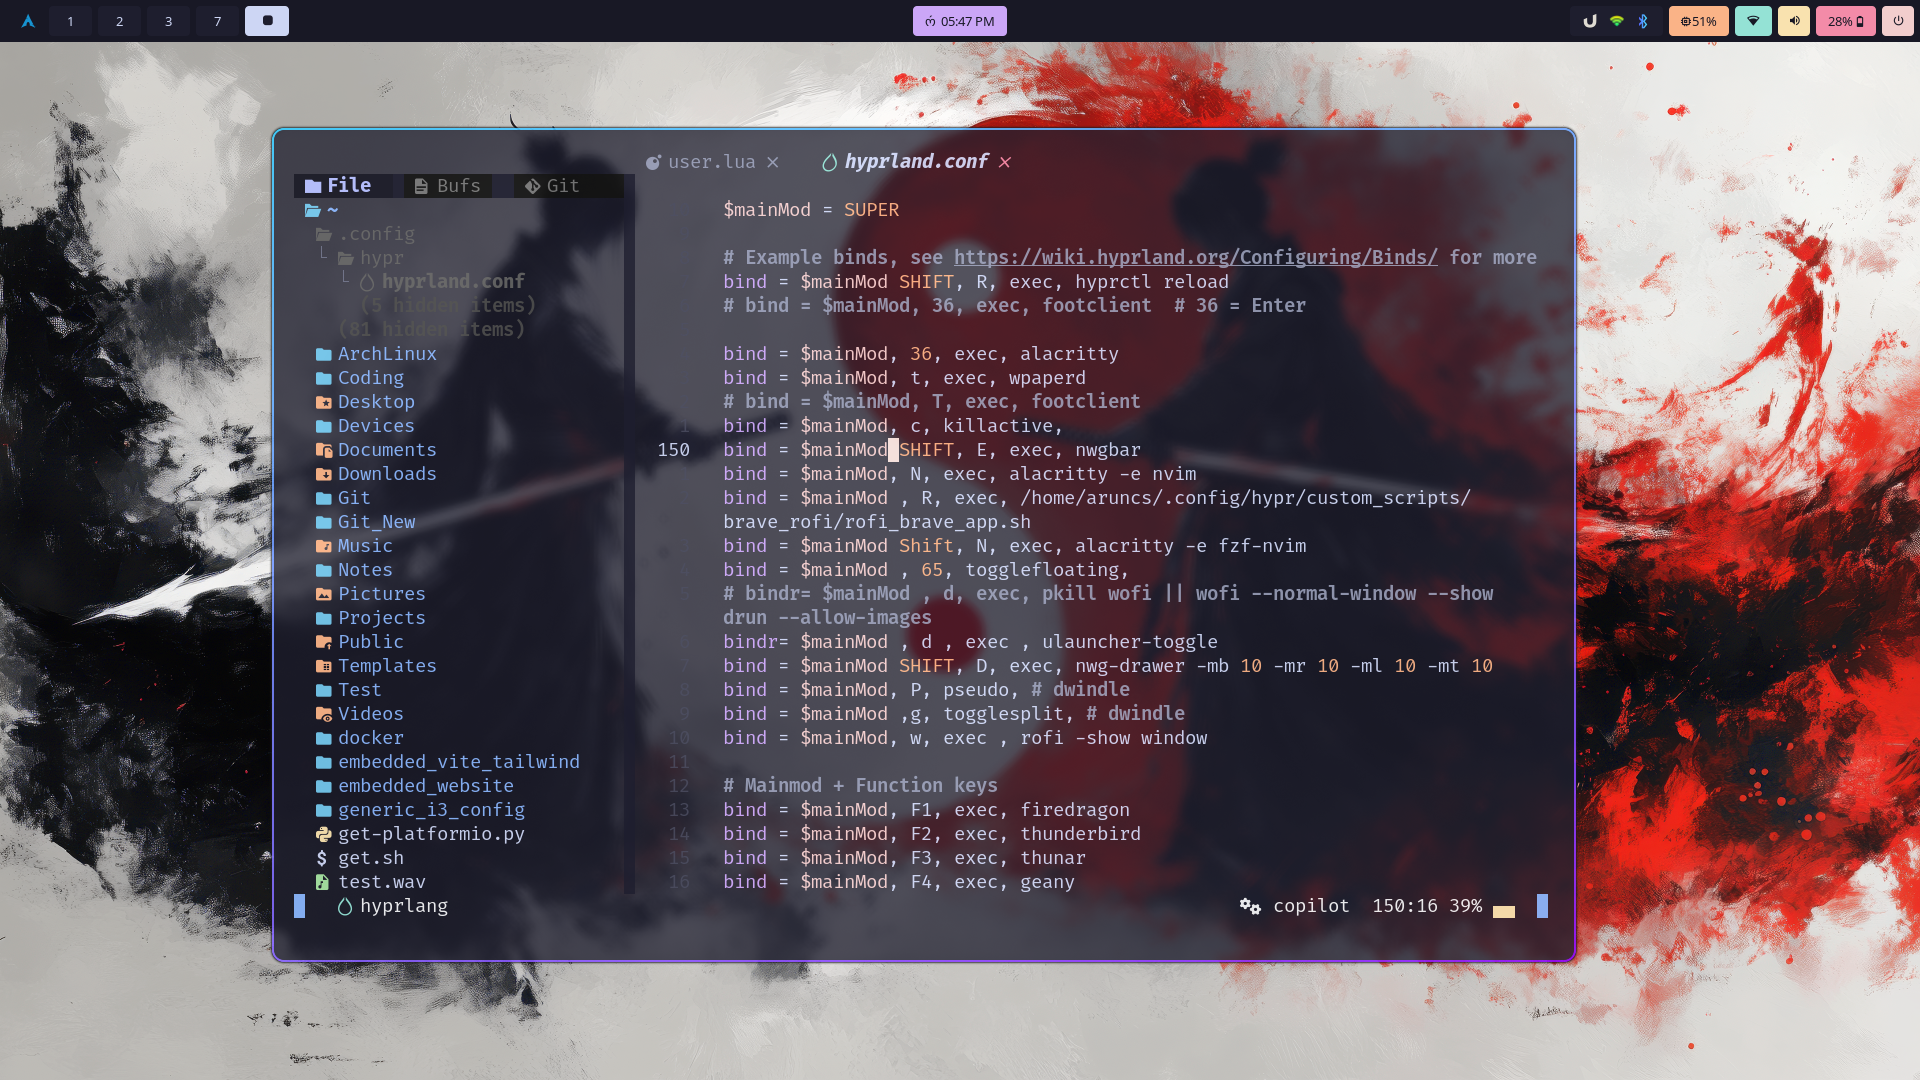 1 2 3 7 05:47 PM 51% 28%
user.lua × hyprland.conf ×
File Bufs Git
~
.config
hypr
hyprland.conf
(5 hidden items)
(81 hidden items)
ArchLinux
Coding
Desktop
Devices
Documents
Downloads
Git
Git_New
Music
Notes
Pictures
Projects
Public
Templates
Test
Videos
docker
embedded_vite_tailwind
embedded_website
generic_i3_config
get-platformio.py
get.sh
test.wav
$mainMod = SUPER
# Example binds, see https://wiki.hyprland.org/Configuring/Binds/ for more
bind = $mainMod SHIFT, R, exec, hyprctl reload
# bind = $mainMod, 36, exec, footclient  # 36 = Enter
bind = $mainMod, 36, exec, alacritty
bind = $mainMod, t, exec, wpaperd
# bind = $mainMod, T, exec, footclient
1 bind = $mainMod, c, killactive,
150 bind = $mainMod SHIFT, E, exec, nwgbar
bind = $mainMod, N, exec, alacritty -e nvim
bind = $mainMod , R, exec, /home/aruncs/.config/hypr/custom_scripts/
brave_rofi/rofi_brave_app.sh
bind = $mainMod Shift, N, exec, alacritty -e fzf-nvim
bind = $mainMod , 65, togglefloating,
# bindr= $mainMod , d, exec, pkill wofi || wofi --normal-window --show
drun --allow-images
bindr= $mainMod , d , exec , ulauncher-toggle
bind = $mainMod SHIFT, D, exec, nwg-drawer -mb 10 -mr 10 -ml 10 -mt 10
8 bind = $mainMod, P, pseudo, # dwindle
9 bind = $mainMod ,g, togglesplit, # dwindle
10 bind = $mainMod, w, exec , rofi -show window
11
12 # Mainmod + Function keys
13 bind = $mainMod, F1, exec, firedragon
14 bind = $mainMod, F2, exec, thunderbird
15 bind = $mainMod, F3, exec, thunar
16 bind = $mainMod, F4, exec, geany
hyprlang copilot 150:16 39%